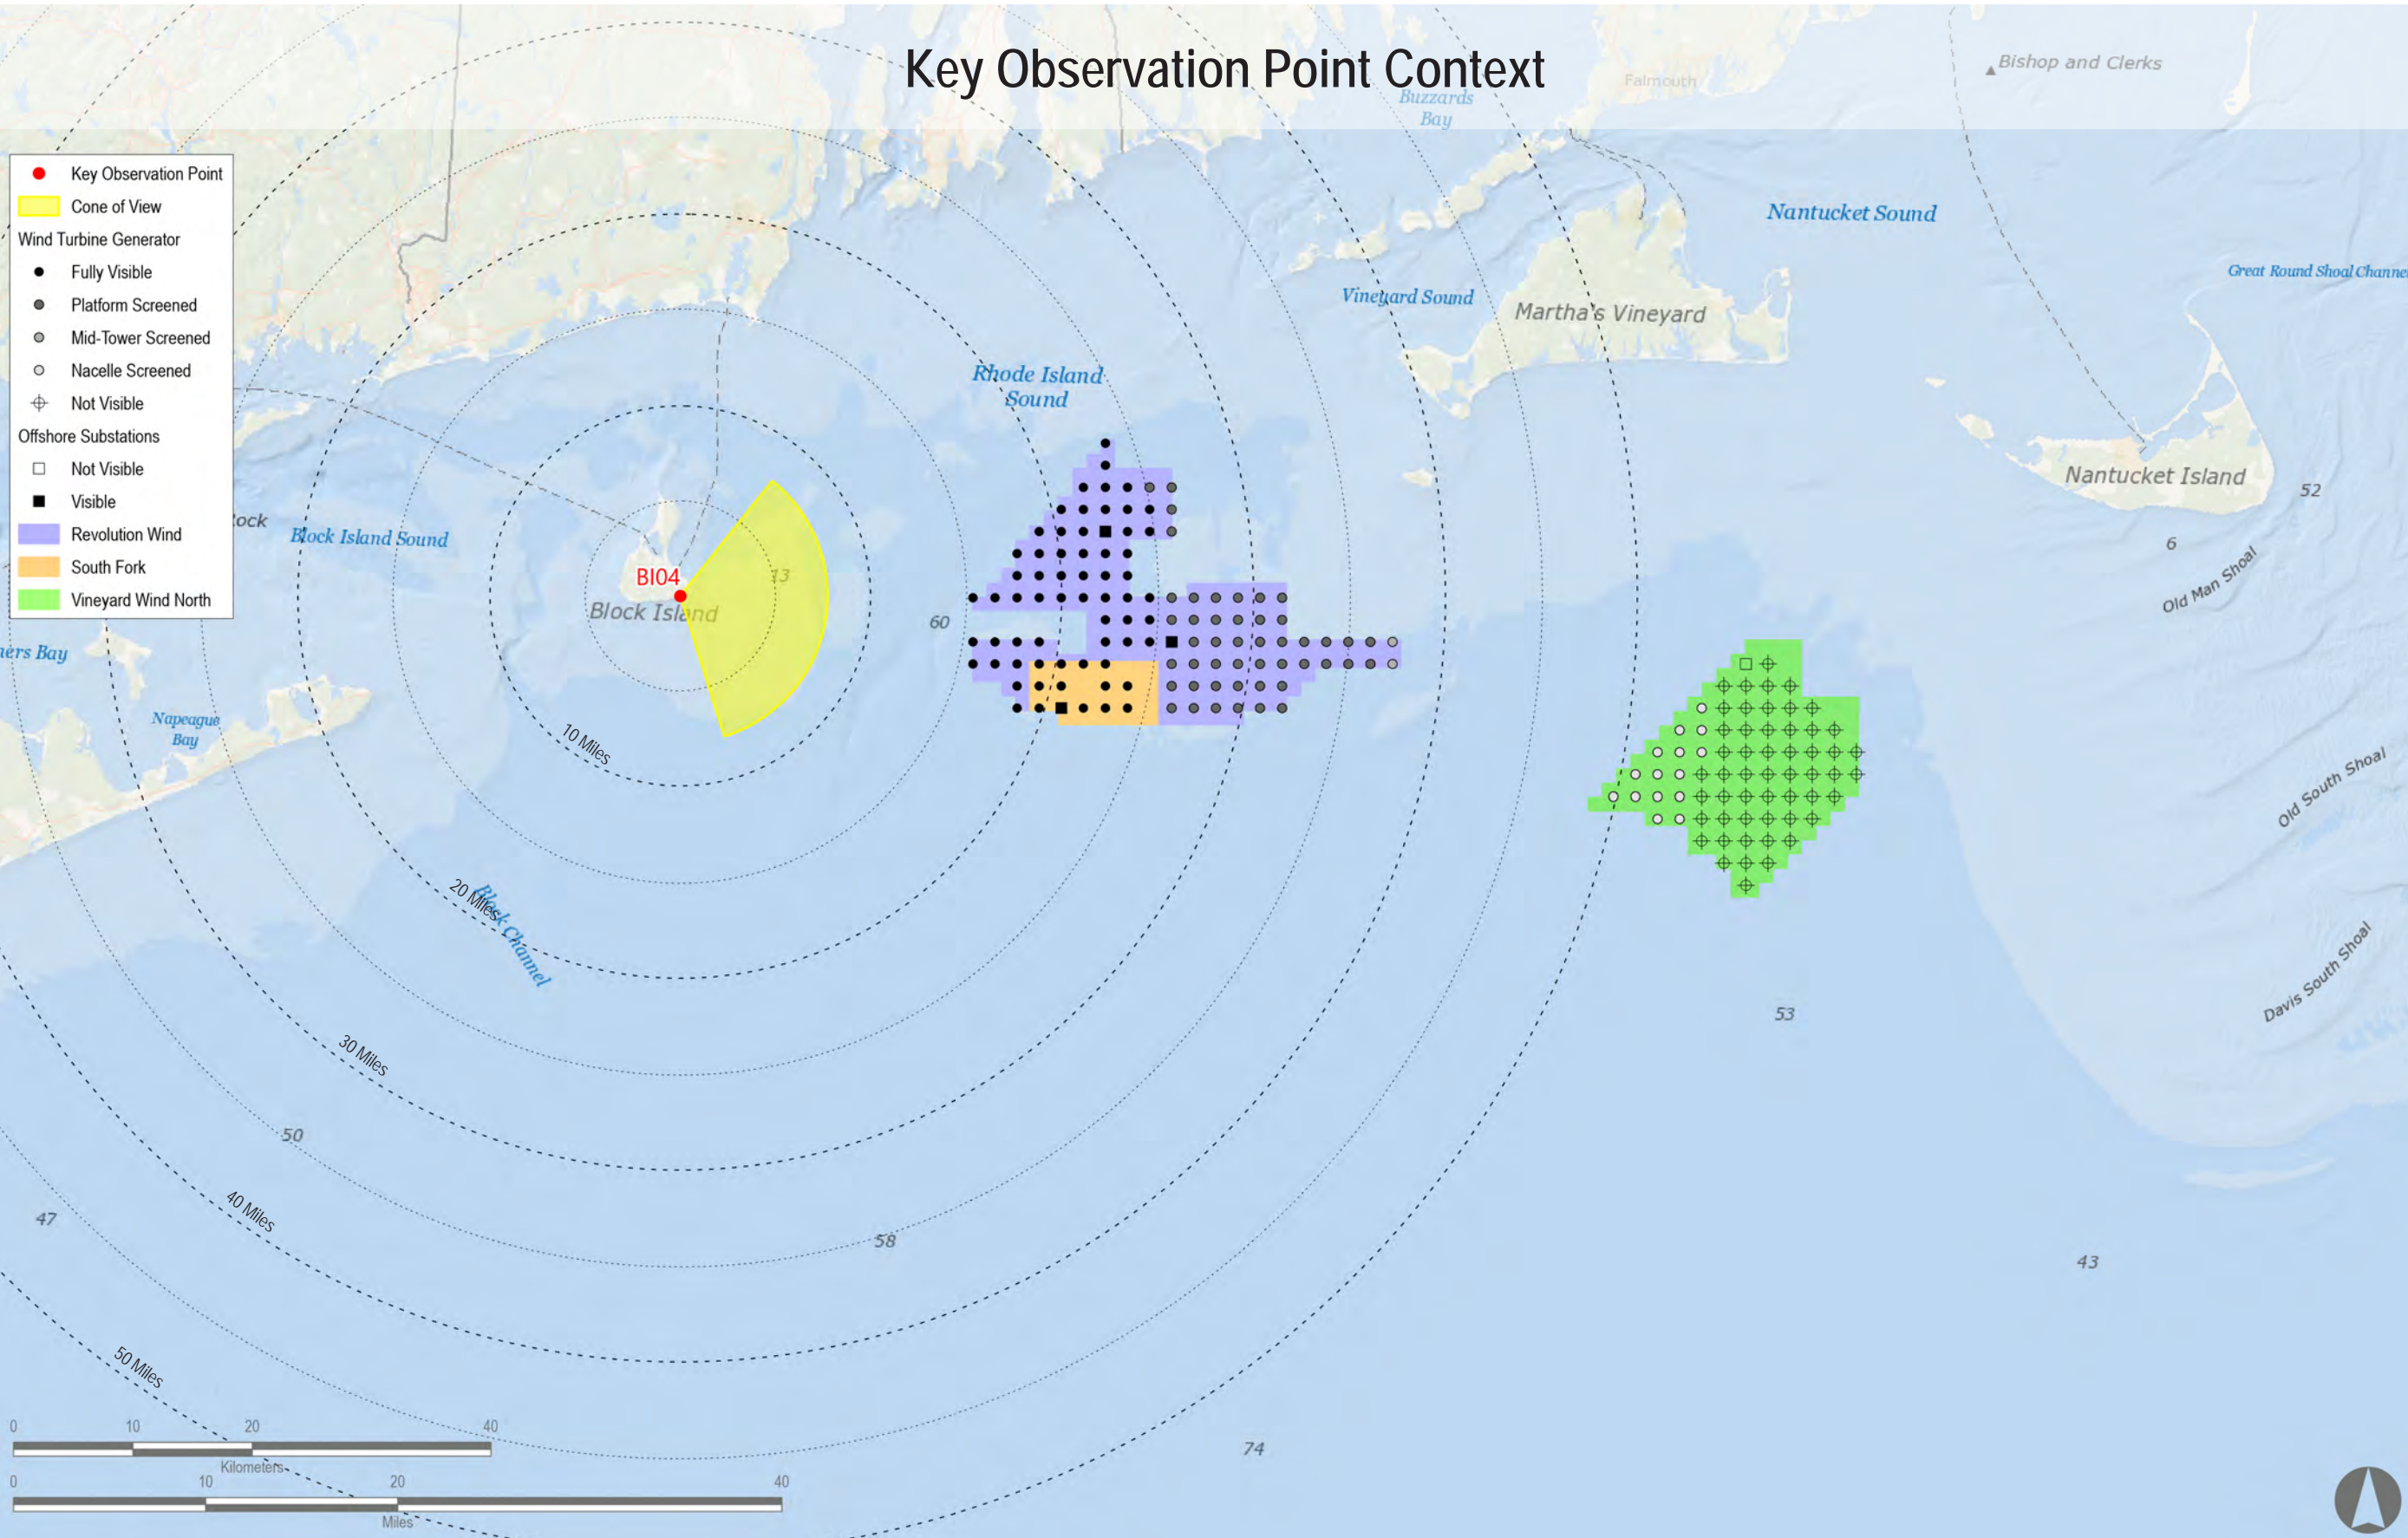 Key Observation Point Context
Bishop and Clerks
Falmouth
Buzzards
Bay
Key Observation Point
Cone of View
Wind Turbine Generator
Fully Visible
Platform Screened
Mid-Tower Screened
Nacelle Screened
Not Visible
Offshore Substations
Not Visible
Visible
Revolution Wind
South Fork
Vineyard Wind North
Nantucket Sound
Great Round Shoal Channel
Vineyard Sound
Martha's Vineyard
Rhode Island
Sound
Nantucket Island
52
ock
Block Island Sound
6
Old Man Shoal
BI04
13
Block Island
60
ners Bay
Napeague
Bay
10 Miles
Old South Shoal
20 Miles
Block Channel
Davis South Shoal
53
30 Miles
50
40 Miles
47
58
43
50 Miles
74
0 10 20 40
Kilometers
0 10 20 40
Miles